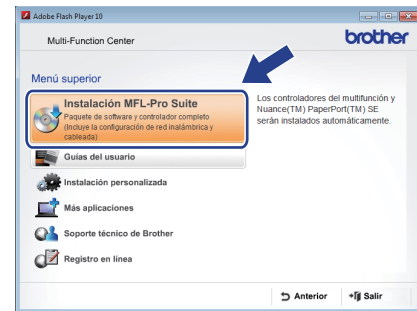 Adobe Flash Player 10
Multi-Function Center
brother
Menú superior
Instalación MFL-Pro Suite
Paquete de software y controlador completo
(Incluye la configuración de red inalámbrica y
cableada)
Los controladores del multifunción y
Nuance(TM) PaperPort(TM) SE
serán instalados automáticamente.
Guías del usuario
Instalación personalizada
Más aplicaciones
Soporte técnico de Brother
Registro en línea
Anterior
Salir